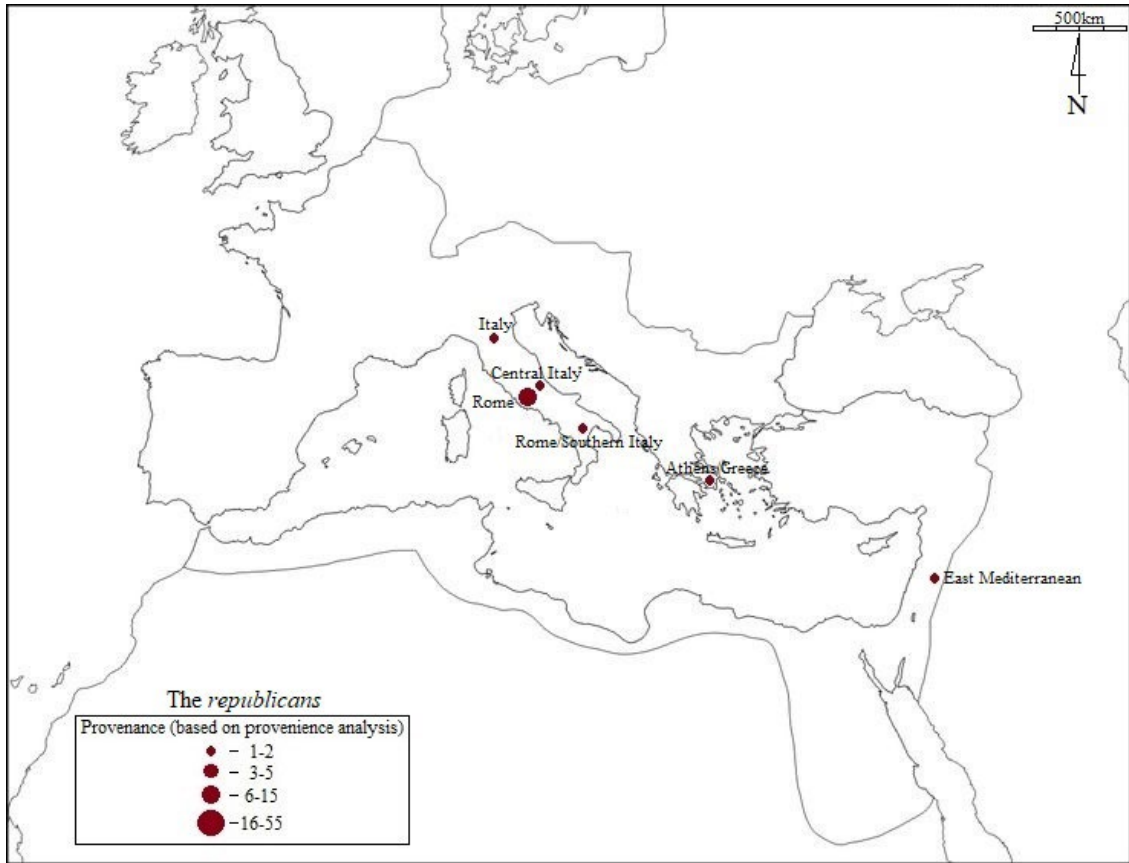 500km
N
Italy
Central Italy
Rome
Rome/Southern Italy
Athens/Greece
East Mediterranean
The republicans
Provenance (based on provenience analysis)
– 1-2
– 3-5
– 6-15
–16-55